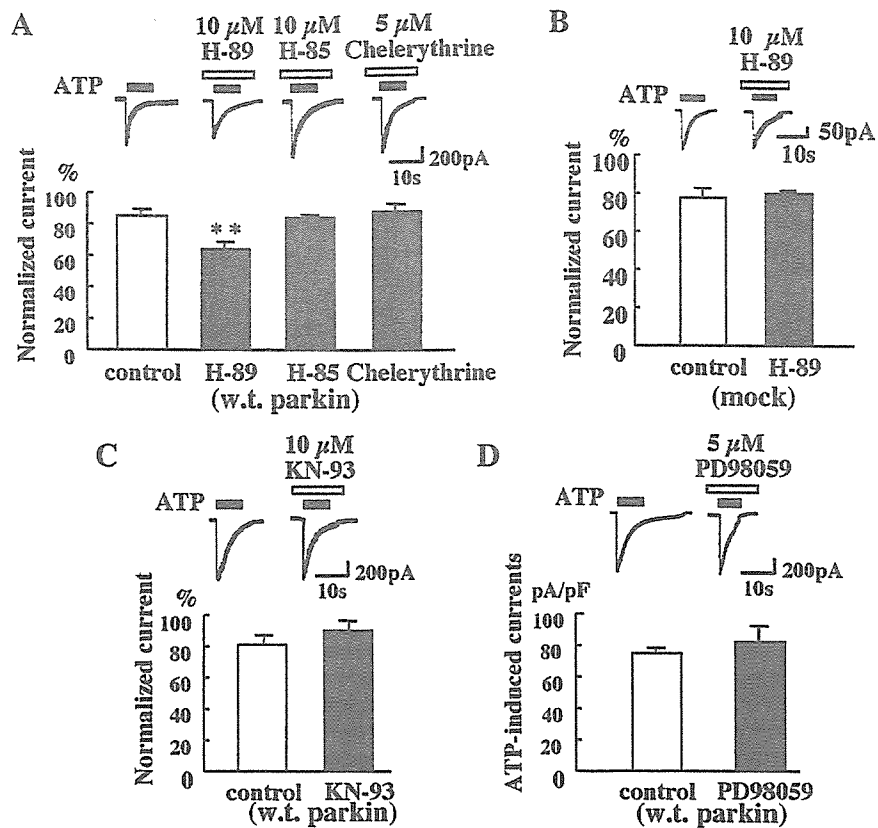 A
10 μM
H-89
10 μM
H-85
5 μM
Chelerythrine
ATP
200pA
10s
%
Normalized current
100
80
60
40
20
0
**
control
H-89
H-85
Chelerythrine
(w.t. parkin)
B
10 μM
H-89
ATP
50pA
10s
%
Normalized current
100
80
60
40
20
0
control
H-89
(mock)
C
10 μM
KN-93
ATP
200pA
10s
%
Normalized current
100
80
60
40
20
0
control
KN-93
(w.t. parkin)
D
5 μM
PD98059
ATP
200pA
10s
pA/pF
ATP-induced currents
100
80
60
40
20
0
control
PD98059
(w.t. parkin)